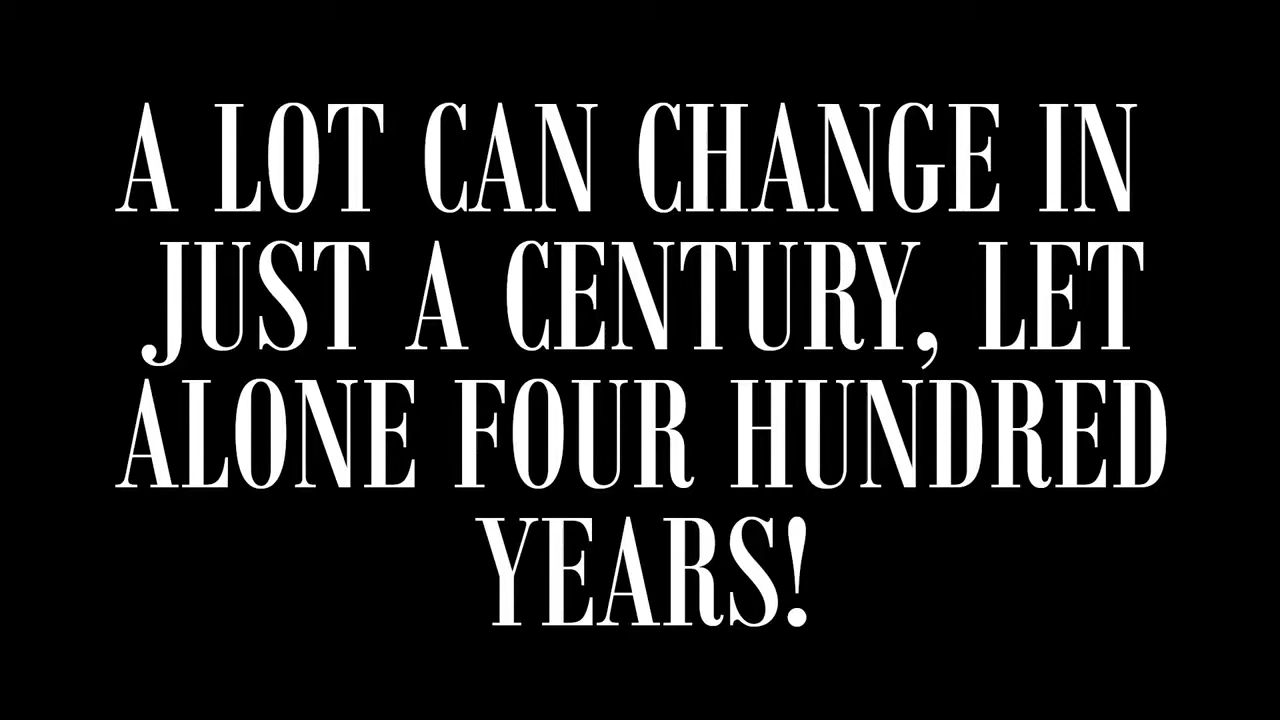 A LOT CAN CHANGE IN
JUST A CENTURY, LET
ALONE FOUR HUNDRED
YEARS!